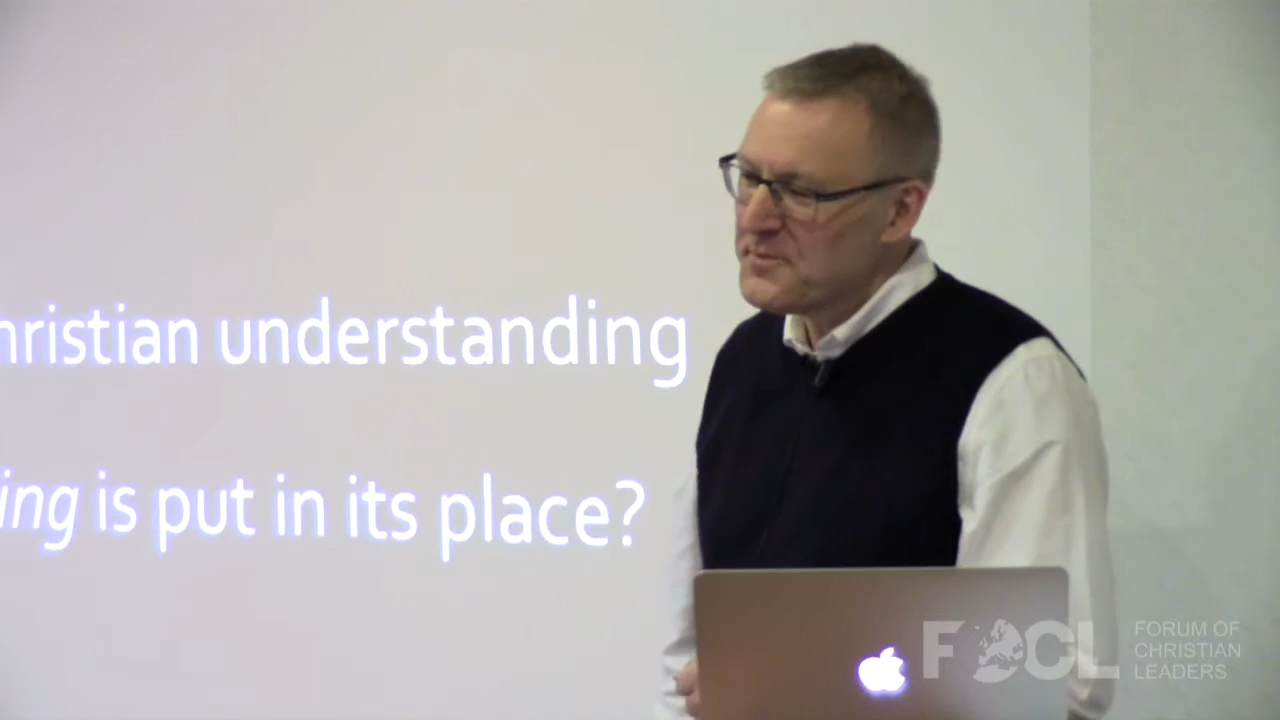 hristian understanding
ing is put in its place?
FOCL
FORUM OF
CHRISTIAN
LEADERS